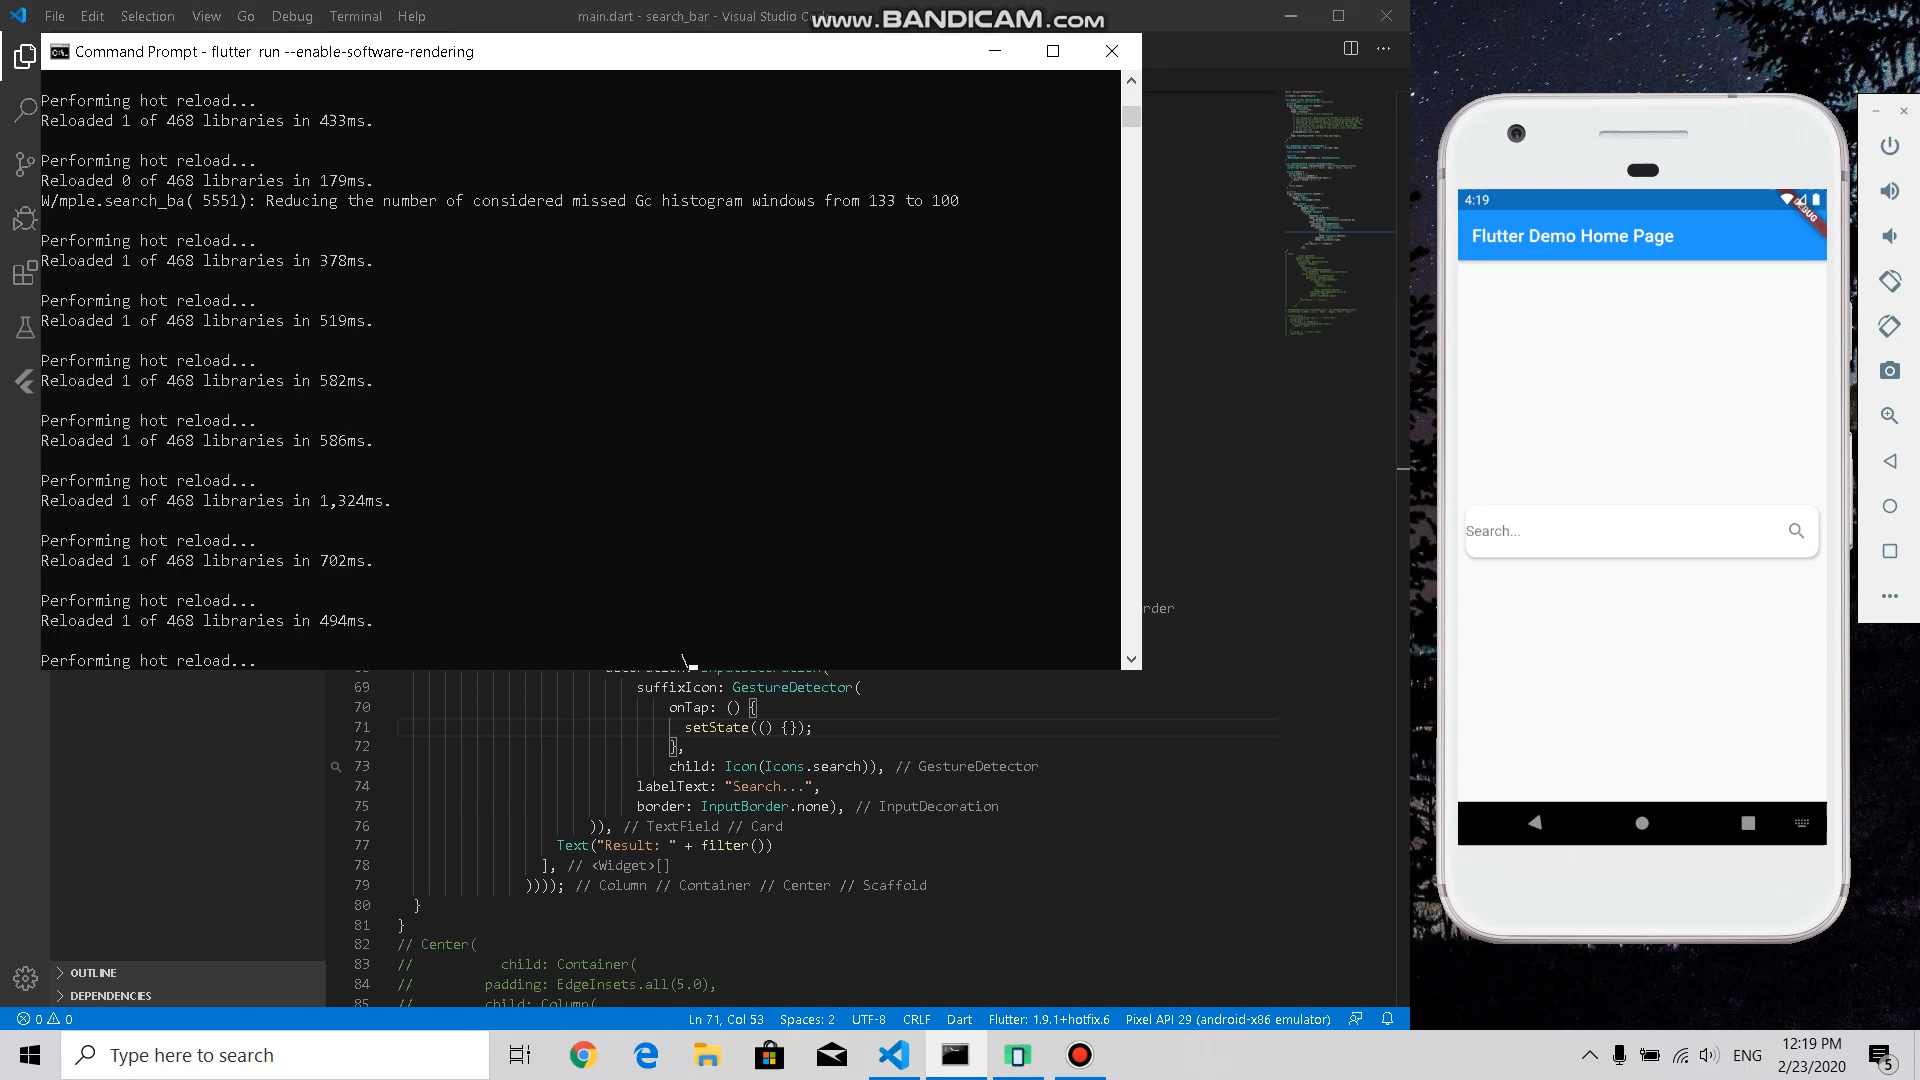 File Edit Selection View Go Debug Terminal Help
main.dart - search_bar - Visual Studio
www.BANDICAM.com
Command Prompt - flutter  run --enable-software-rendering
Performing hot reload...
Reloaded 1 of 468 libraries in 433ms.
Performing hot reload...
Reloaded 0 of 468 libraries in 179ms.
W/mple.search_ba( 5551): Reducing the number of considered missed Gc histogram windows from 133 to 100
Performing hot reload...
Reloaded 1 of 468 libraries in 378ms.
Performing hot reload...
Reloaded 1 of 468 libraries in 519ms.
Performing hot reload...
Reloaded 1 of 468 libraries in 582ms.
Performing hot reload...
Reloaded 1 of 468 libraries in 586ms.
Performing hot reload...
Reloaded 1 of 468 libraries in 1,324ms.
Performing hot reload...
Reloaded 1 of 468 libraries in 702ms.
Performing hot reload...
Reloaded 1 of 468 libraries in 494ms.
Performing hot reload... \
rder
69 suffixIcon: GestureDetector(
70 onTap: () {
71 setState(() {});
72 },
73 child: Icon(Icons.search)), // GestureDetector
74 labelText: "Search...",
75 border: InputBorder.none), // InputDecoration
76 )), // TextField // Card
77 Text("Result: " + filter())
78 ], // <Widget>[]
79 )))); // Column // Container // Center // Scaffold
80 }
81 }
82 // Center(
83 // child: Container(
84 // padding: EdgeInsets.all(5.0),
85 // child: Column(
OUTLINE
DEPENDENCIES
0 0
Ln 71, Col 53 Spaces: 2 UTF-8 CRLF Dart Flutter: 1.9.1+hotfix.6 Pixel API 29 (android-x86 emulator)
4:19
DEBUG
Flutter Demo Home Page
Search...
Type here to search
ENG
12:19 PM
2/23/2020
5